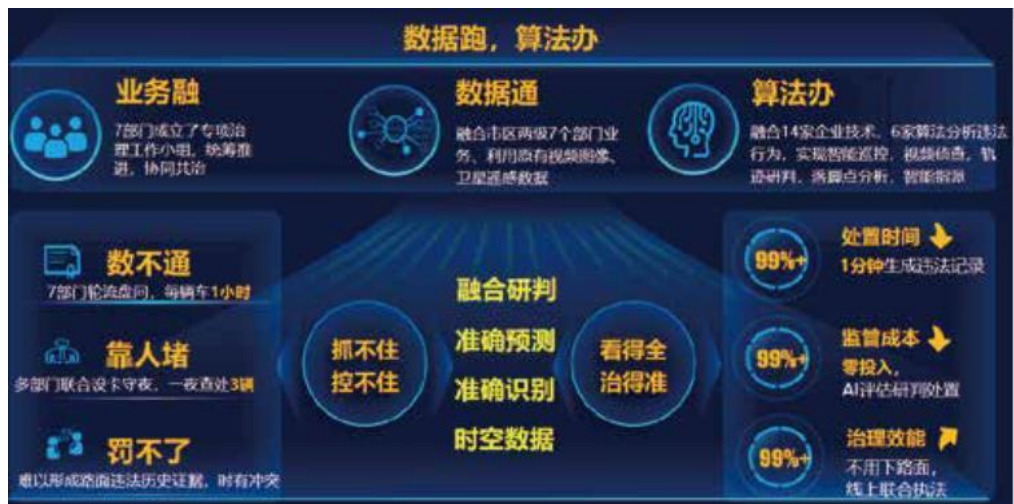 数据跑，算法办
业务融
7部门成立了专项治
理工作小组，统筹推
进，协同共治
数据通
融合市区两级7个部门业
务、利用原有视频图像、
卫星遥感数据
算法办
融合14家企业技术、6家算法分析违法
行为，实现智能巡控、视频侦查、轨
迹研判、落脚点分析、智能溯源
数不通
7部门轮流盘问，每辆车1小时
靠人堵
多部门联合设卡守夜，一夜查处3辆
罚不了
难以形成路面违法历史证据，时有冲突
抓不住
控不住
融合研判
准确预测
准确识别
时空数据
看得全
治得准
99%+
处置时间
1分钟生成违法记录
99%+
监管成本
零投入，
AI评估研判处置
99%+
治理效能
不用下路面，
线上联合执法